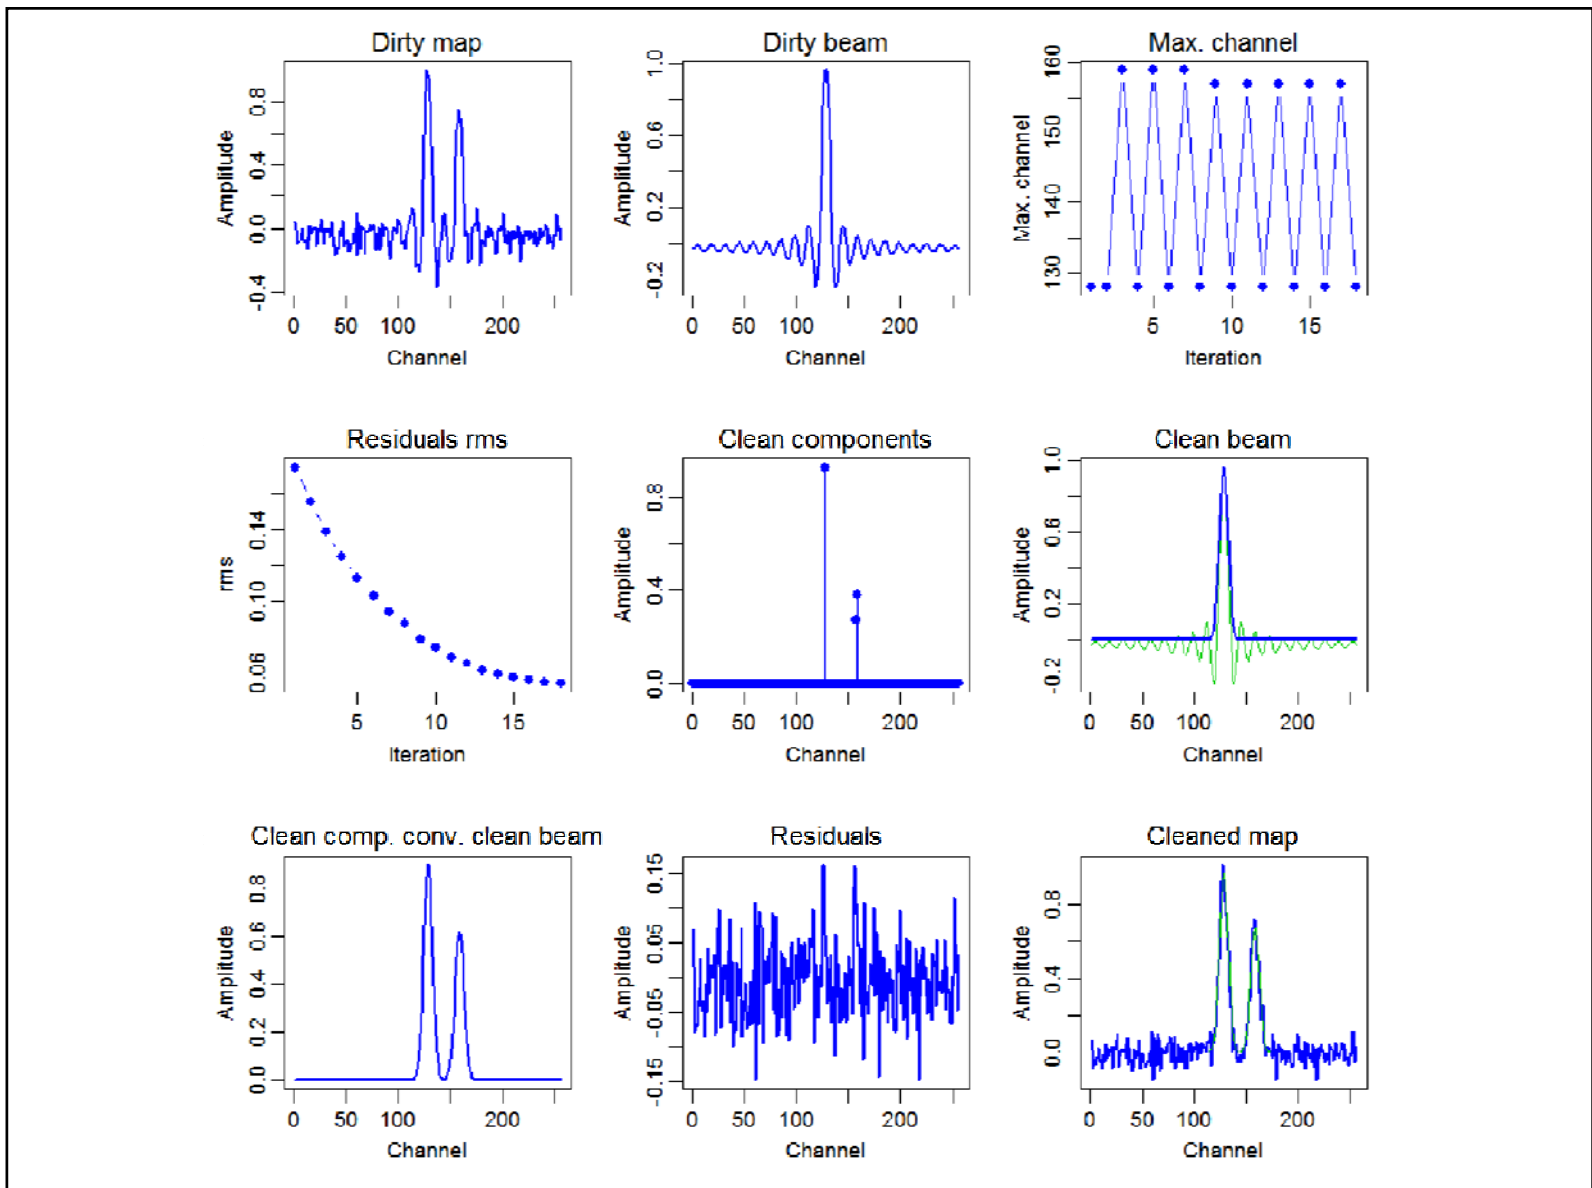 Dirty map
Amplitude
0.8
0.4
0.0
-0.4
0 50 100 200
Channel
Dirty beam
Amplitude
1.0
0.6
0.2
-0.2
0 50 100 200
Channel
Max. channel
Max. channel
160
150
140
130
5 10 15
Iteration
Residuals rms
rms
0.14
0.10
0.06
5 10 15
Iteration
Clean components
Amplitude
0.8
0.4
0.0
0 50 100 200
Channel
Clean beam
Amplitude
1.0
0.6
0.2
-0.2
0 50 100 200
Channel
Clean comp. conv. clean beam
Amplitude
0.8
0.6
0.4
0.2
0.0
0 50 100 200
Channel
Residuals
Amplitude
0.15
0.05
-0.05
-0.15
0 50 100 200
Channel
Cleaned map
Amplitude
0.8
0.4
0.0
0 50 100 200
Channel